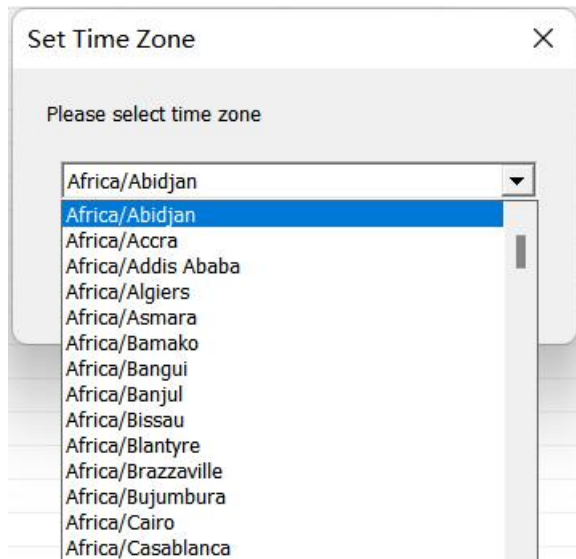 Set Time Zone
Please select time zone
Africa/Abidjan
Africa/Abidjan
Africa/Accra
Africa/Addis Ababa
Africa/Algiers
Africa/Asmara
Africa/Bamako
Africa/Bangui
Africa/Banjul
Africa/Bissau
Africa/Blantyre
Africa/Brazzaville
Africa/Bujumbura
Africa/Cairo
Africa/Casablanca